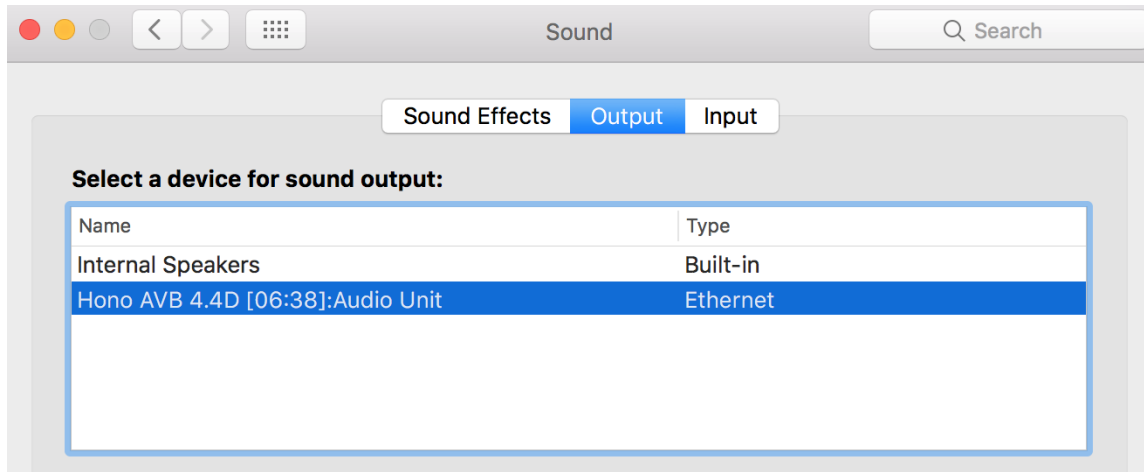 Sound
Search
Sound Effects Output Input
Select a device for sound output:
Name Type
Internal Speakers Built-in
Hono AVB 4.4D [06:38]:Audio Unit Ethernet